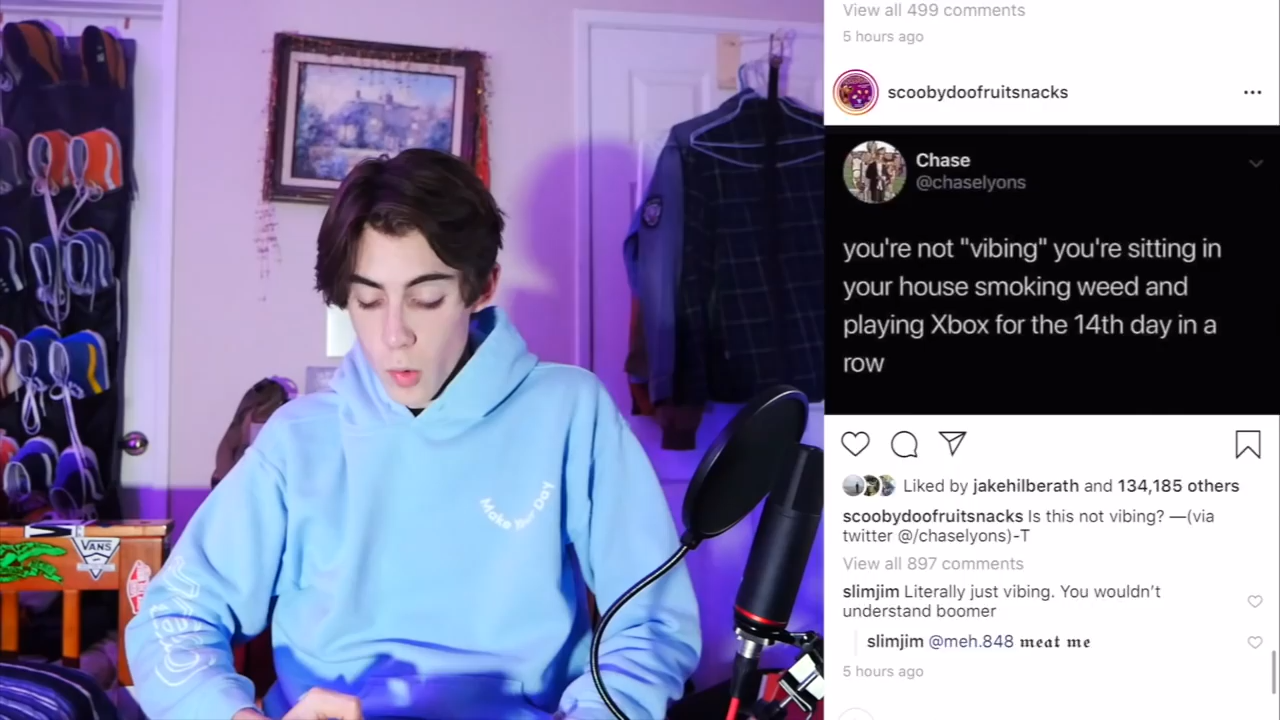 View all 499 comments
5 hours ago
scoobydoofruitsnacks
Chase
@chaselyons
you're not "vibing" you're sitting in
your house smoking weed and
playing Xbox for the 14th day in a
row
Liked by jakehilberath and 134,185 others
scoobydoofruitsnacks Is this not vibing? —(via
twitter @/chaselyons)-T
View all 897 comments
slimjim Literally just vibing. You wouldn't
understand boomer
slimjim @meh.848 𝖒𝖊𝖆𝖙 𝖒𝖊
5 hours ago
Make Your Day
VANS